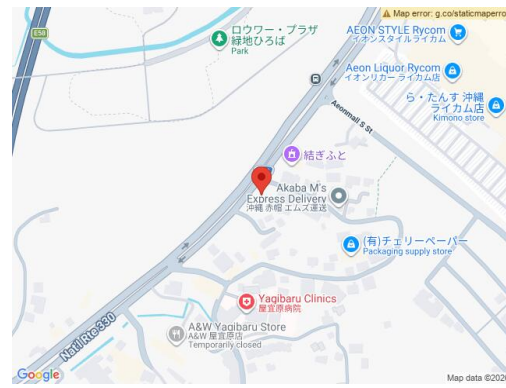 Map error: g.co/staticmaperro
E58
ロウワー・プラザ
緑地ひろば
Park
AEON STYLE Rycom
イオンスタイルライカム
Aeon Liquor Rycom
イオンリカー ライカム店
ら・たんす 沖縄
ライカム店
Kimono store
Aeonmall S St
結ぎふと
Akaba M's
Express Delivery
沖縄 赤帽 エムズ運送
(有)チェリーペーパー
Packaging supply store
Yagibaru Clinics
屋宜原病院
A&W Yagibaru Store
A&W 屋宜原店
Temporarily closed
Nat'l Rte 330
Google
Map data ©202